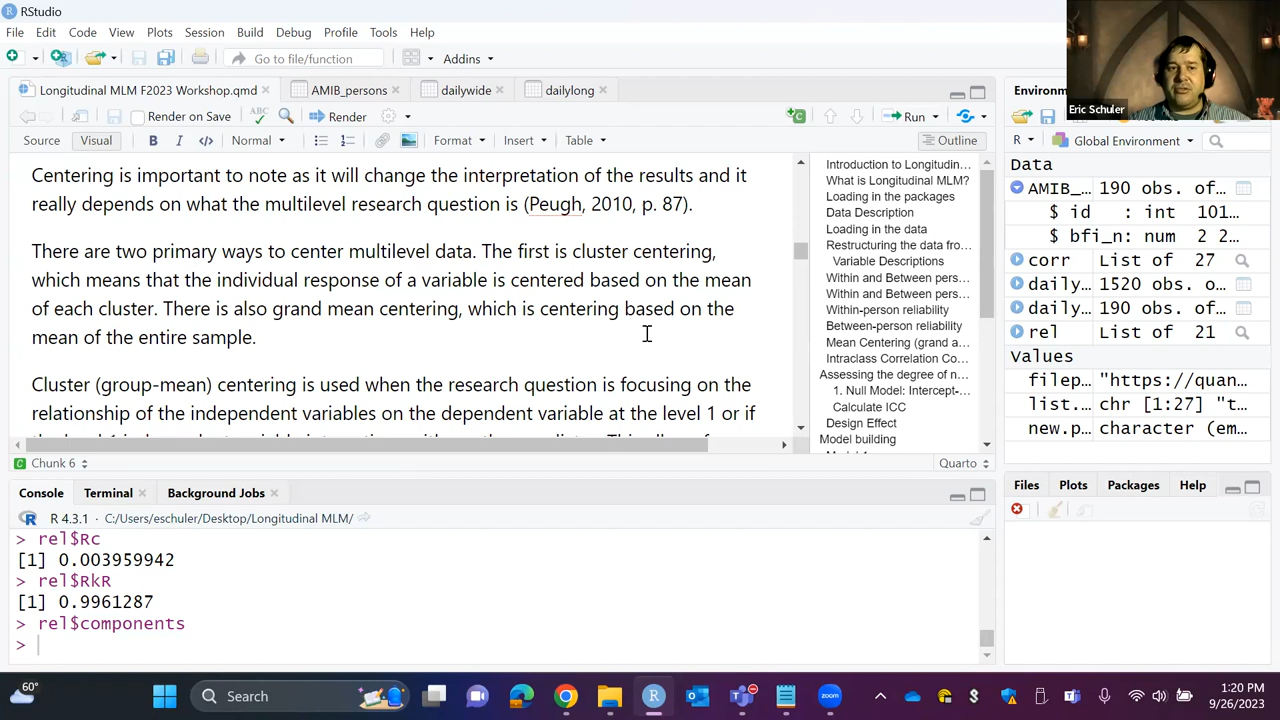 RStudio
File Edit Code View Plots Session Build Debug Profile Tools Help
Go to file/function Addins
Longitudinal MLM F2023 Workshop.qmd AMIB_persons dailywide dailylong
Render on Save Render Run
Source Visual B I Normal Format Insert Table Outline
Centering is important to note as it will change the interpretation of the results and it
really depends on what the multilevel research question is (Peugh, 2010, p. 87).
There are two primary ways to center multilevel data. The first is cluster centering,
which means that the individual response of a variable is centered based on the mean
of each cluster. There is also grand mean centering, which is centering based on the
mean of the entire sample.
Cluster (group-mean) centering is used when the research question is focusing on the
relationship of the independent variables on the dependent variable at the level 1 or if
Introduction to Longitudin...
What is Longitudinal MLM?
Loading in the packages
Data Description
Loading in the data
Restructuring the data fro...
Variable Descriptions
Within and Between pers...
Within and Between pers...
Within-person reliability
Between-person reliability
Mean Centering (grand a...
Intraclass Correlation Co...
Assessing the degree of n...
1. Null Model: Intercept-...
Calculate ICC
Design Effect
Model building
Chunk 6 Quarto
Console Terminal Background Jobs
R 4.3.1 · C:/Users/eschuler/Desktop/Longitudinal MLM/
> rel$Rc
[1] 0.003959942
> rel$RkR
[1] 0.9961287
> rel$components
>
Eric Schuler
Environm
R Global Environment
Data
AMIB_... 190 obs. of...
$ id : int 101...
$ bfi_n: num 2 2...
corr List of 27
daily... 1520 obs. o...
daily... 190 obs. of...
rel List of 21
Values
filep... "https://quan...
list.... chr [1:27] "t...
new.p... character (em...
Files Plots Packages Help
60°
Search
1:20 PM
9/26/2023